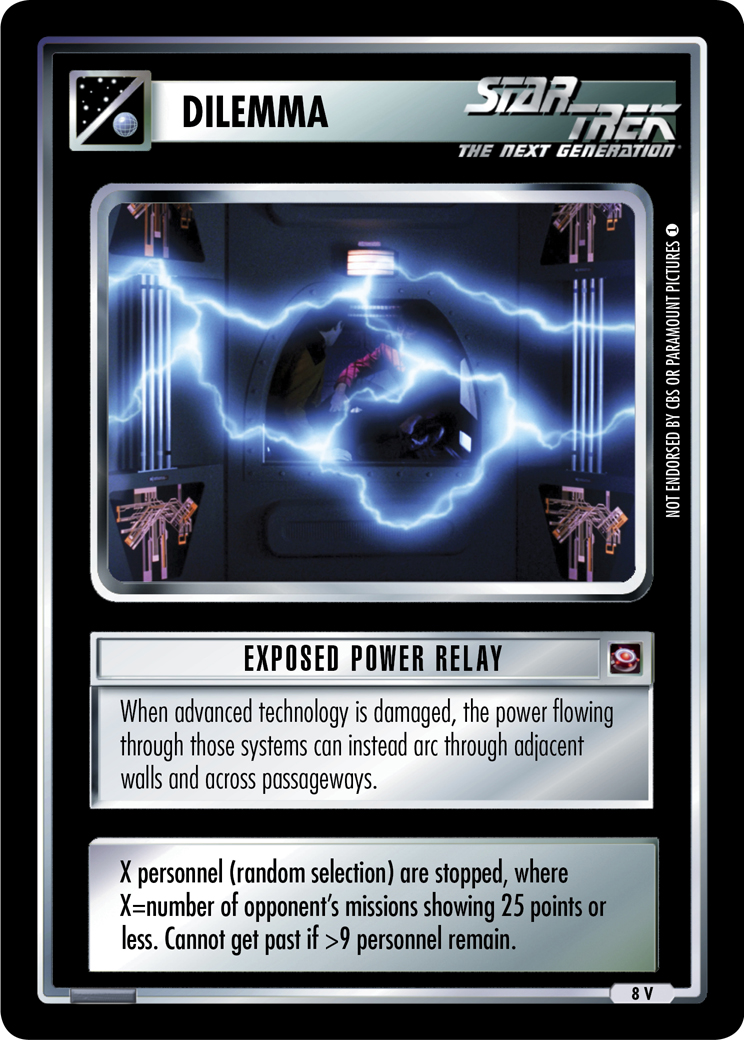 DILEMMA
STAR TREK
THE NEXT GENERATION
NOT ENDORSED BY CBS OR PARAMOUNT PICTURES 1
EXPOSED POWER RELAY
When advanced technology is damaged, the power flowing
through those systems can instead arc through adjacent
walls and across passageways.
X personnel (random selection) are stopped, where
X=number of opponent's missions showing 25 points or
less. Cannot get past if >9 personnel remain.
8 V